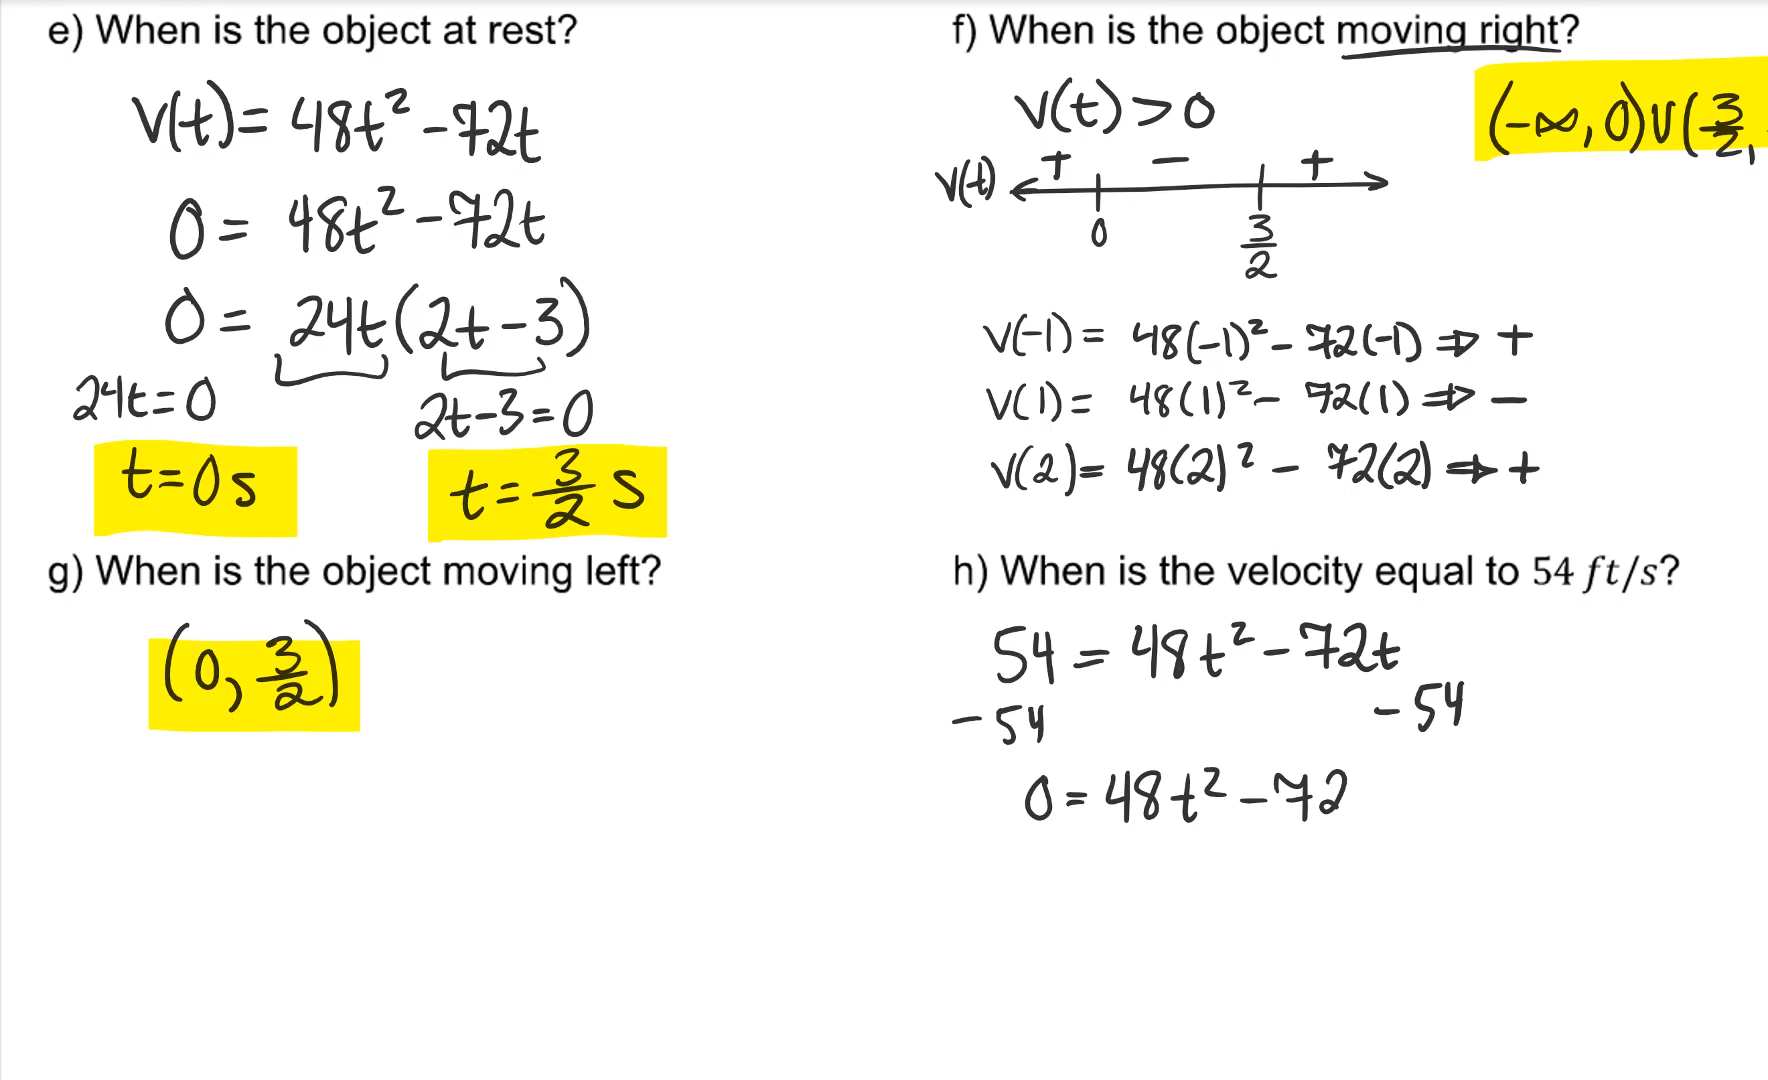 e) When is the object at rest?
v(t) = 48t² - 72t
0 = 48t² - 72t
0 = 24t(2t - 3)
24t = 0
2t - 3 = 0
t = 0 s
t = 3/2 s
f) When is the object moving right?
v(t) > 0
(-∞, 0) ∪ (3/2,
v(t) + - +
0 3/2
v(-1) = 48(-1)² - 72(-1) ⇒ +
v(1) = 48(1)² - 72(1) ⇒ -
v(2) = 48(2)² - 72(2) ⇒ +
g) When is the object moving left?
(0, 3/2)
h) When is the velocity equal to 54 ft/s?
54 = 48t² - 72t
-54 -54
0 = 48t² - 72